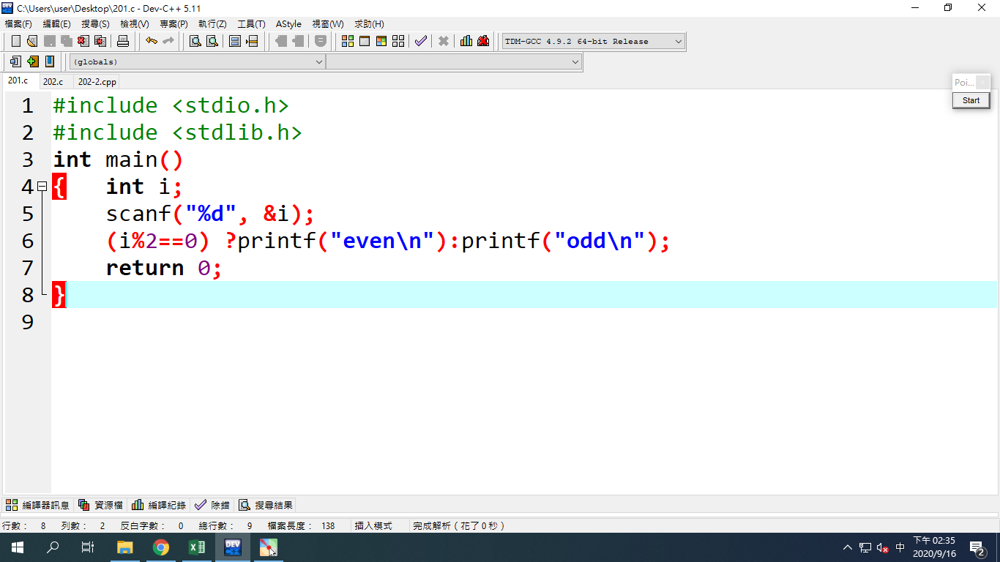 C:\Users\user\Desktop\201.c - Dev-C++ 5.11
檔案(F) 編輯(E) 搜尋(S) 檢視(V) 專案(P) 執行(Z) 工具(T) AStyle 視窗(W) 求助(H)
TDM-GCC 4.9.2 64-bit Release
(globals)
201.c 202.c 202-2.cpp
Poi...
Start
1 #include <stdio.h>
2 #include <stdlib.h>
3 int main()
4 { int i;
5 scanf("%d", &i);
6 (i%2==0) ?printf("even\n"):printf("odd\n");
7 return 0;
8 }
9
編譯器訊息 資源檔 編譯紀錄 除錯 搜尋結果
行數: 8 列數: 2 反白字數: 0 總行數: 9 檔案長度: 138 插入模式 完成解析 (花了 0 秒)
DEV
中
下午 02:35
2020/9/16
2